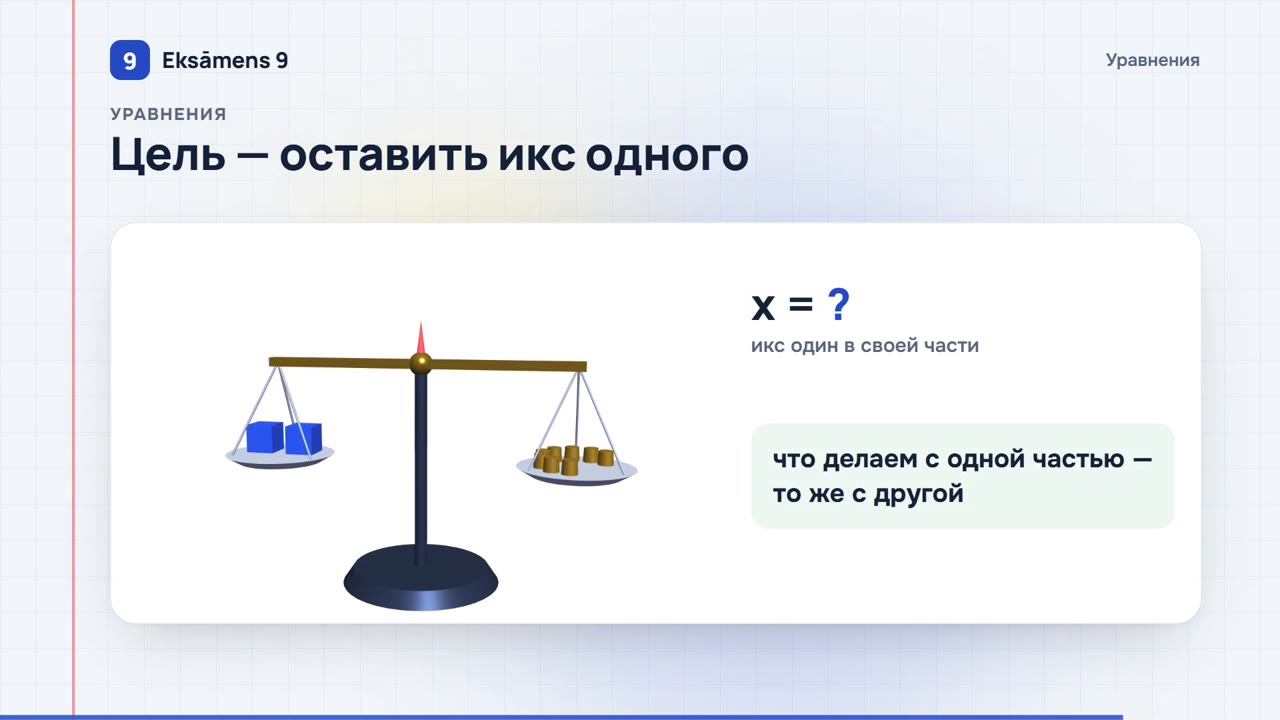 9 Eksāmens 9
Уравнения
УРАВНЕНИЯ
Цель — оставить икс одного
x = ?
икс один в своей части
что делаем с одной частью —
то же с другой